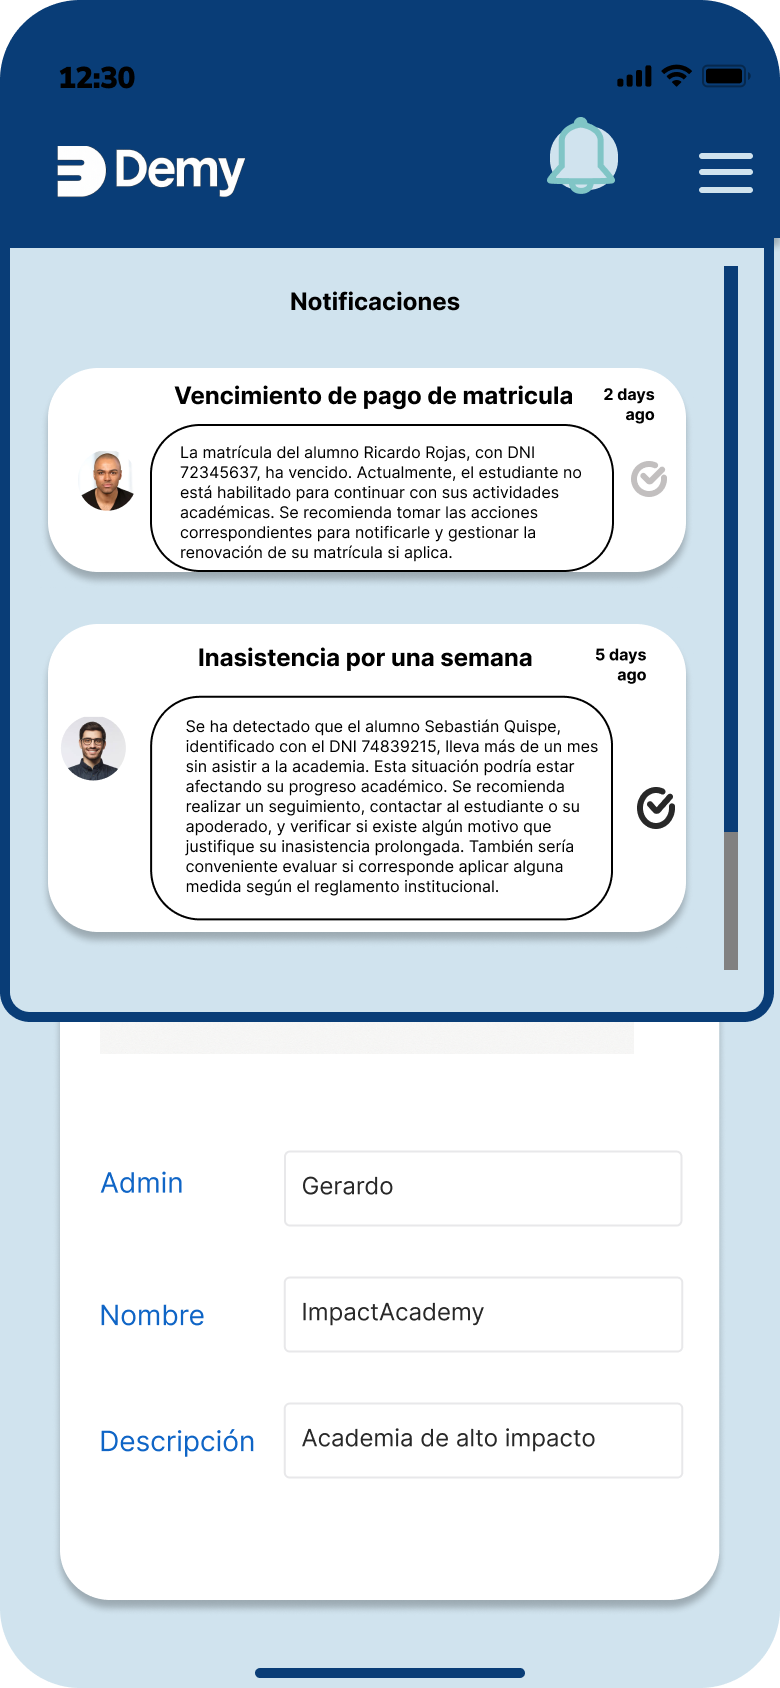 12:30
Demy
Notificaciones
Vencimiento de pago de matricula
2 days
ago
La matrícula del alumno Ricardo Rojas, con DNI
72345637, ha vencido. Actualmente, el estudiante no
está habilitado para continuar con sus actividades
académicas. Se recomienda tomar las acciones
correspondientes para notificarle y gestionar la
renovación de su matrícula si aplica.
Inasistencia por una semana
5 days
ago
Se ha detectado que el alumno Sebastián Quispe,
identificado con el DNI 74839215, lleva más de un mes
sin asistir a la academia. Esta situación podría estar
afectando su progreso académico. Se recomienda
realizar un seguimiento, contactar al estudiante o su
apoderado, y verificar si existe algún motivo que
justifique su inasistencia prolongada. También sería
conveniente evaluar si corresponde aplicar alguna
medida según el reglamento institucional.
Admin
Gerardo
Nombre
ImpactAcademy
Descripción
Academia de alto impacto